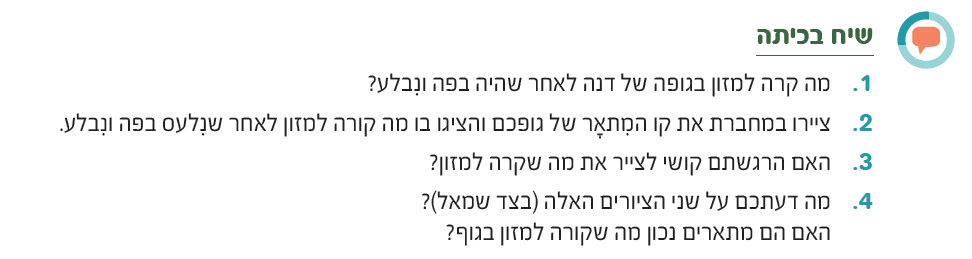 שיח בכיתה
1. מה קרה למזון בגופה של דנה לאחר שהיה בפה ונִבלע?
2. ציירו במחברת את קו המִתאָר של גופכם והציגו בו מה קורה למזון לאחר שנִלעס בפה ונִבלע.
3. האם הרגשתם קושי לצייר את מה שקרה למזון?
4. מה דעתכם על שני הציורים האלה (בצד שמאל)?
האם הם מתארים נכון מה שקורה למזון בגוף?